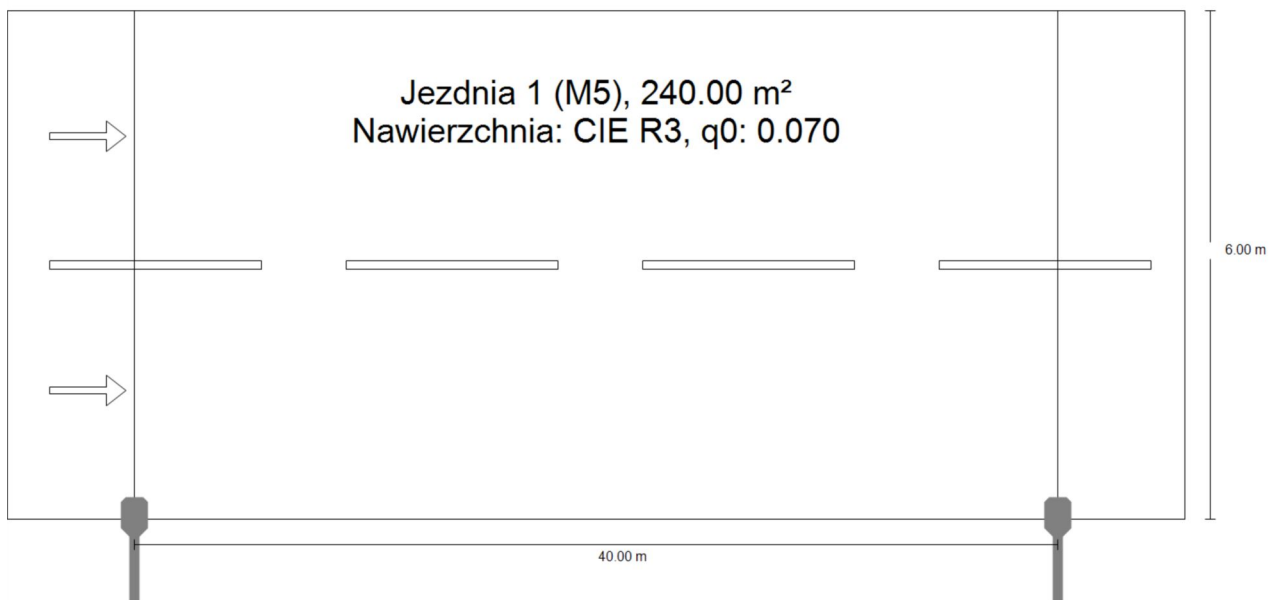 Jezdnia 1 (M5), 240.00 m²
Nawierzchnia: CIE R3, q0: 0.070
6.00 m
40.00 m